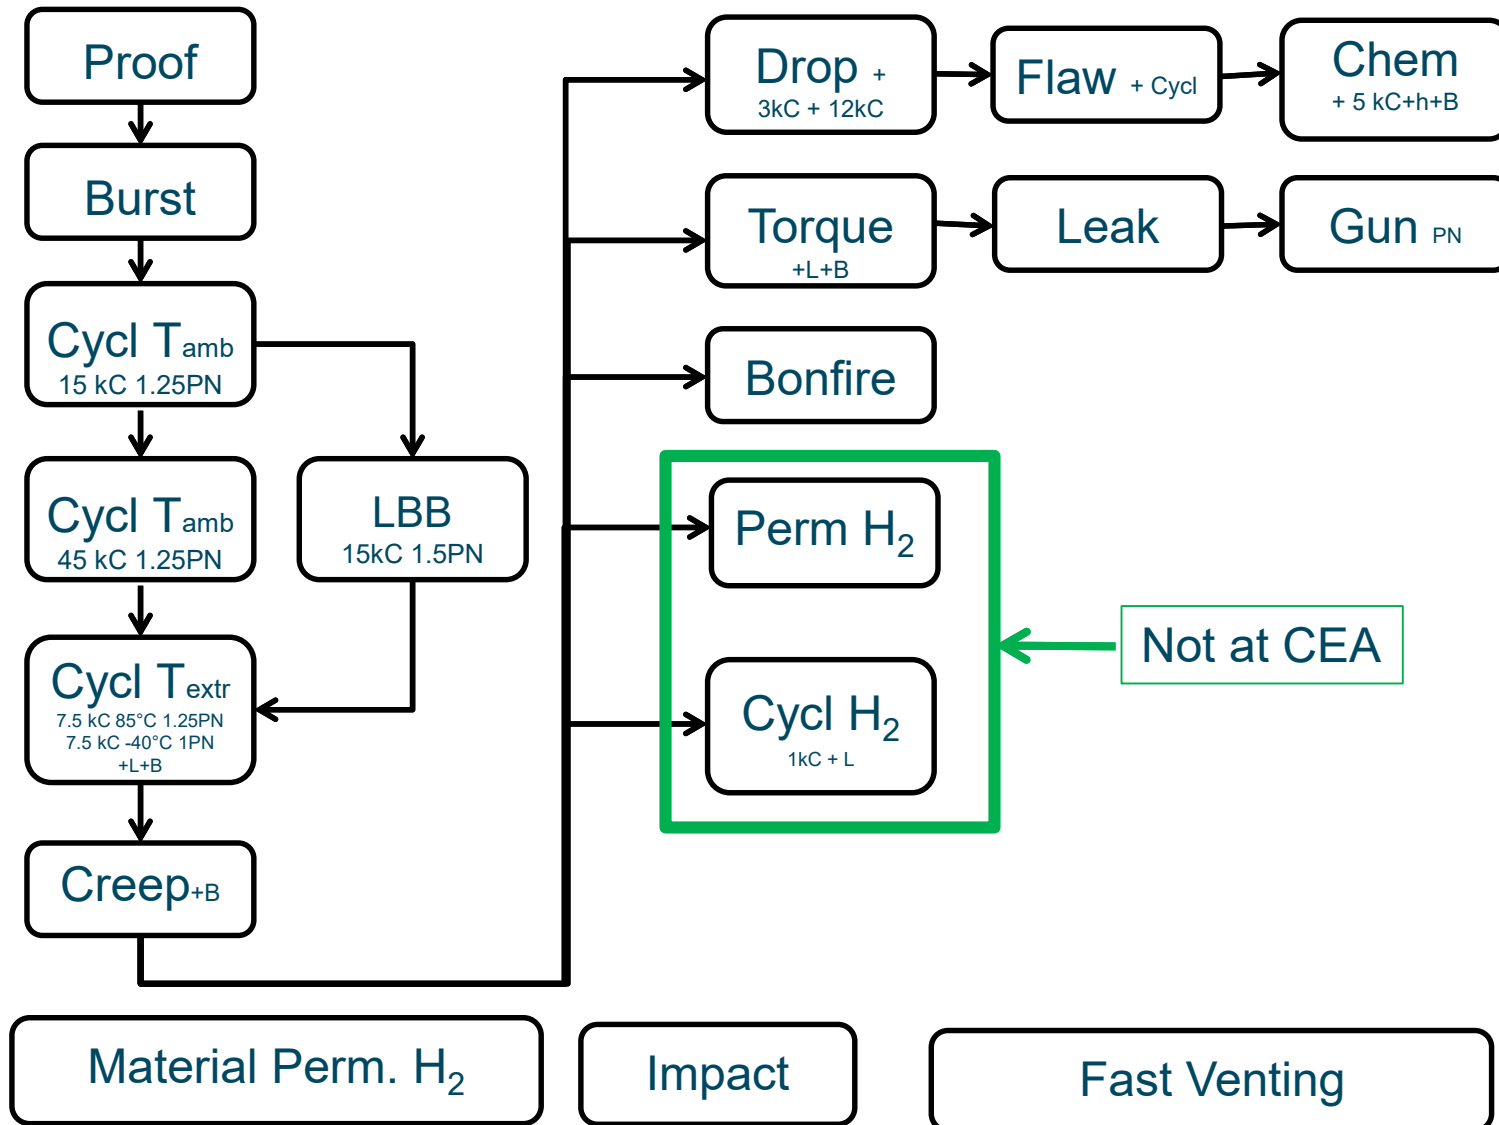 Proof
Burst
Cycl Tamb
15 kC 1.25PN
Cycl Tamb
45 kC 1.25PN
LBB
15kC 1.5PN
Cycl Textr
7.5 kC 85°C 1.25PN
7.5 kC -40°C 1PN
+L+B
Creep+B
Drop +
3kC + 12kC
Flaw + Cycl
Chem
+ 5 kC+h+B
Torque
+L+B
Leak
Gun PN
Bonfire
Perm H2
Cycl H2
1kC + L
Not at CEA
Material Perm. H2
Impact
Fast Venting